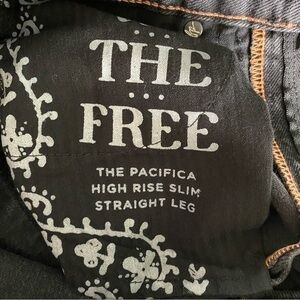 THE
FREE
THE PACIFICA
HIGH RISE SLIM
STRAIGHT LEG